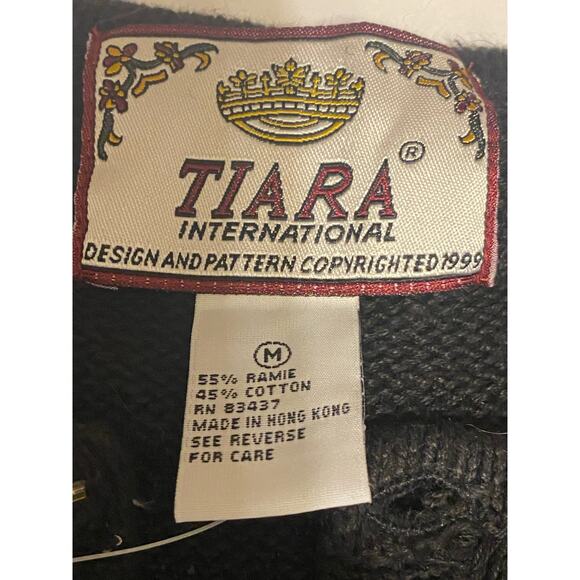 TIARA®
INTERNATIONAL
DESIGN AND PATTERN COPYRIGHTED 1999
M
55% RAMIE
45% COTTON
RN 83437
MADE IN HONG KONG
SEE REVERSE
FOR CARE